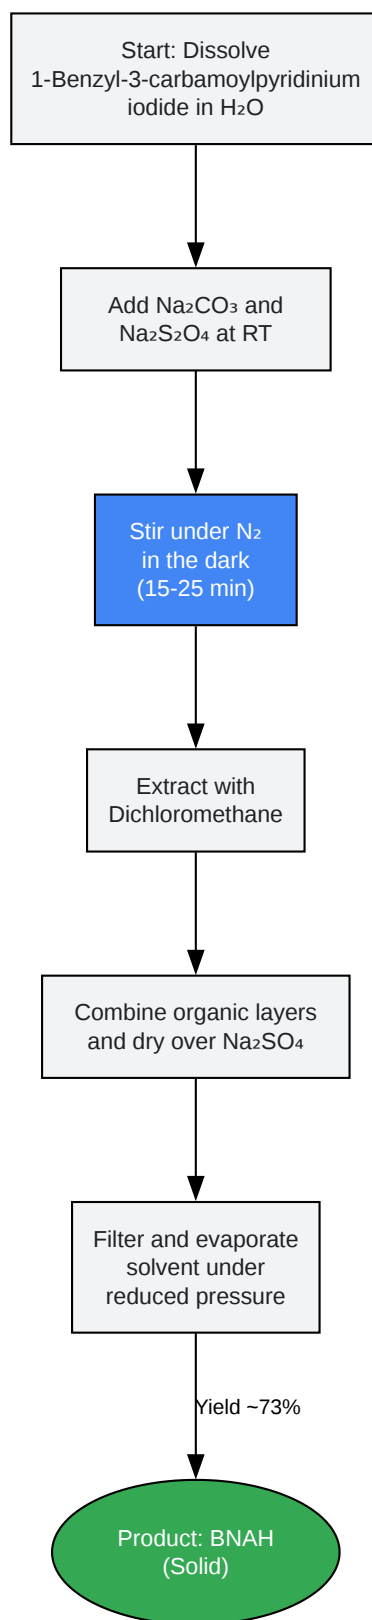 Start: Dissolve
1-Benzyl-3-carbamoylpyridinium
iodide in H₂O
Add Na₂CO₃ and
Na₂S₂O₄ at RT
Stir under N₂
in the dark
(15-25 min)
Extract with
Dichloromethane
Combine organic layers
and dry over Na₂SO₄
Filter and evaporate
solvent under
reduced pressure
Yield ~73%
Product: BNAH
(Solid)